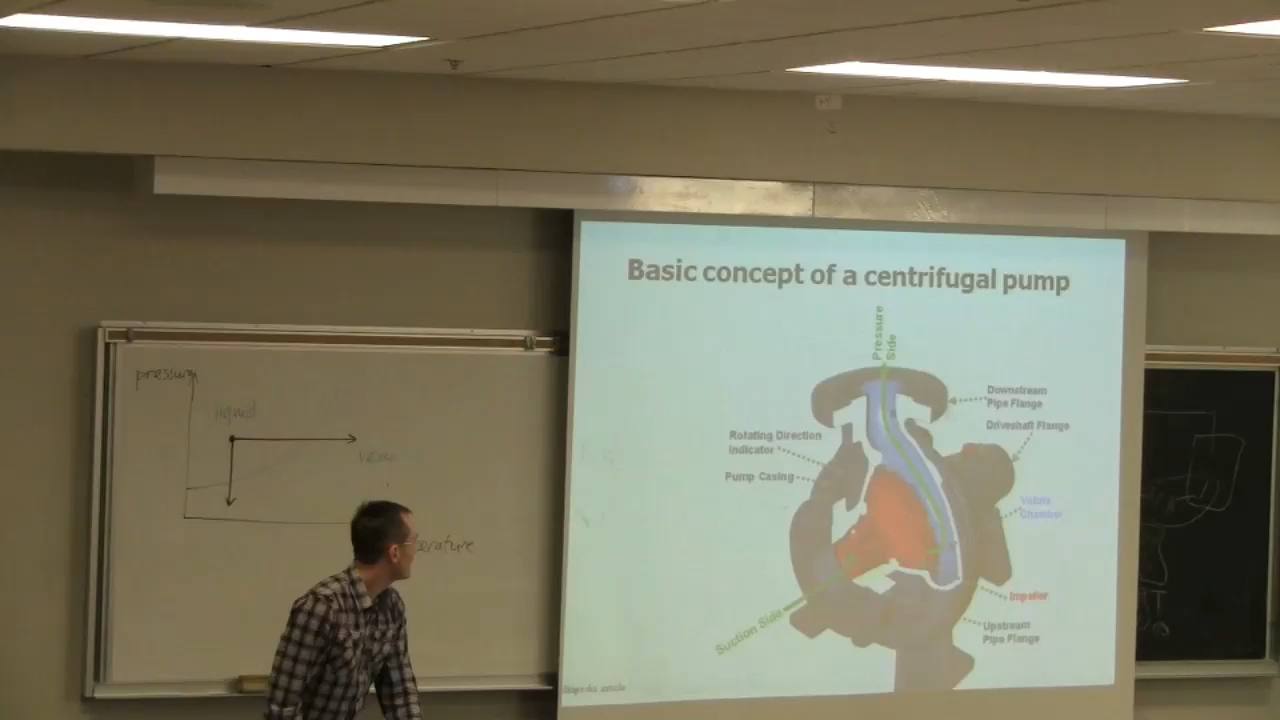 pressure
liquid
Basic concept of a centrifugal pump
Pressure
Side
Downstream
Pipe Flange
Driveshaft Flange
Rotating Direction
Indicator
Pump Casing
Volute
Chamber
Impeller
Upstream
Pipe Flange
Suction Side
article